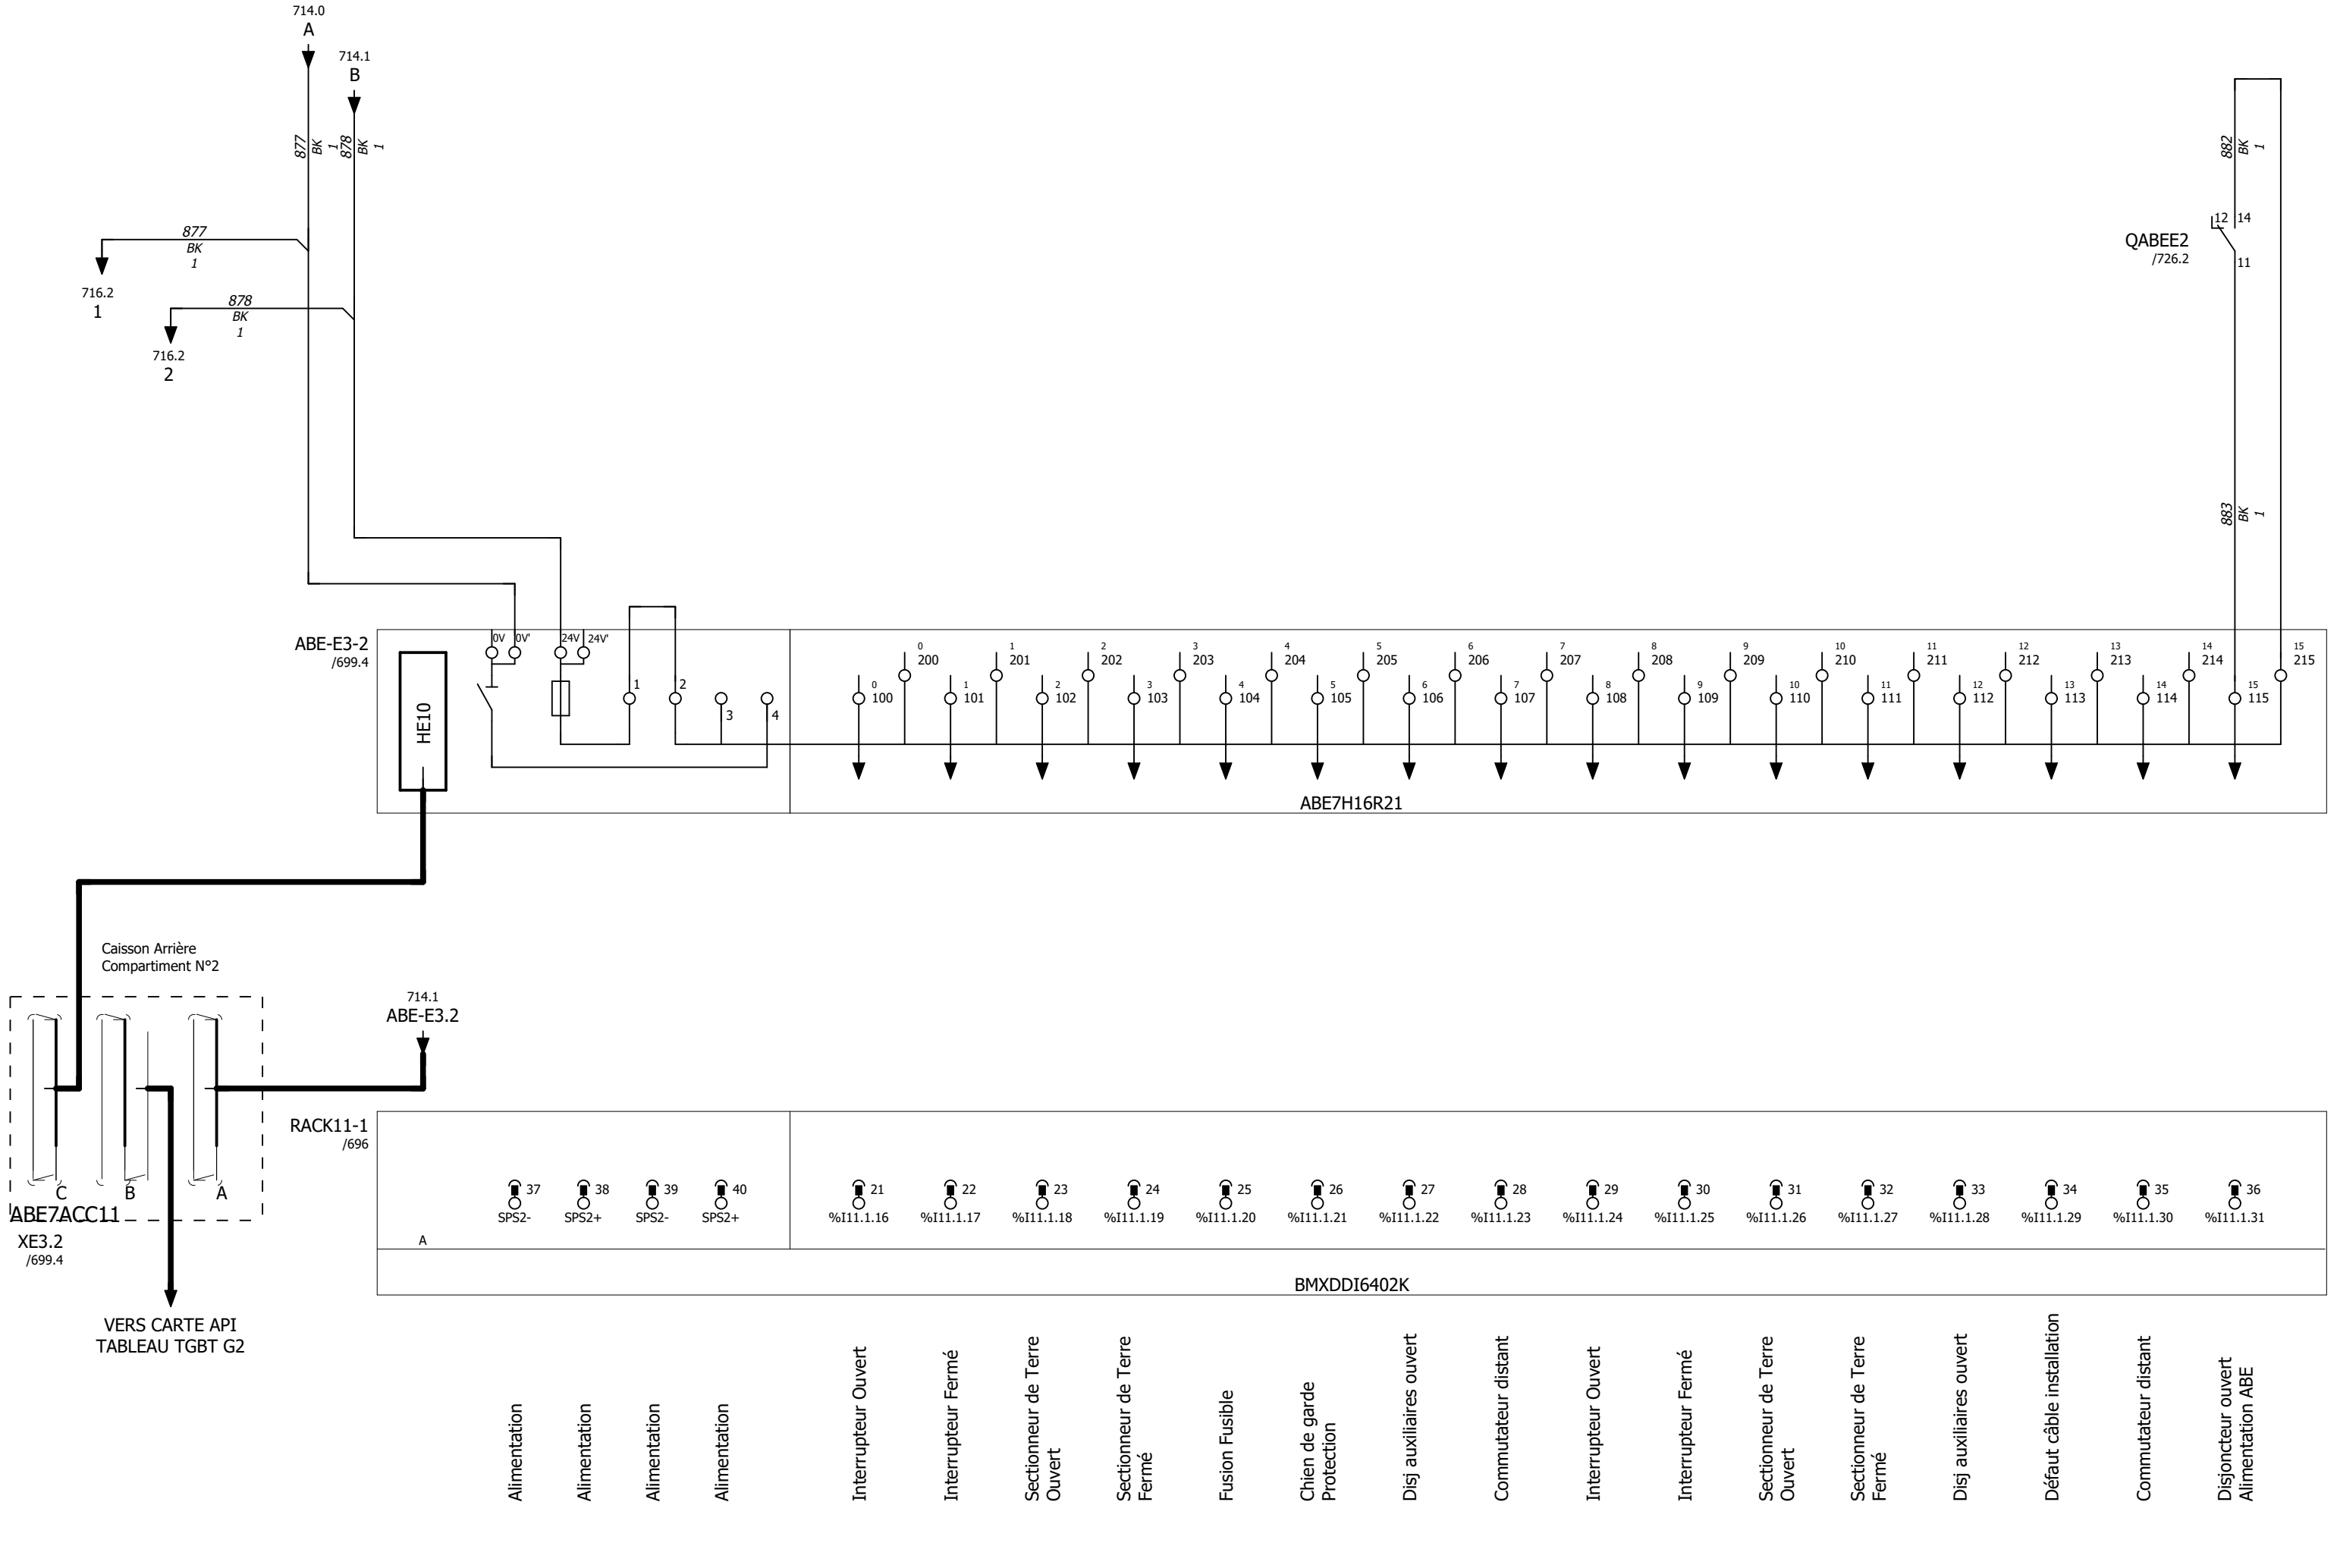 714.0
A
714.1
B
877
BK
1
878
BK
1
877
BK
1
716.2
1
878
BK
1
716.2
2
882
BK
1
12 14
QABEE2
/726.2
11
883
BK
1
ABE-E3-2
/699.4
HE10
0V 0V' 24V 24V'
1 2 3 4
0 1 2 3 4 5 6 7 8 9 10 11 12 13 14 15
200 201 202 203 204 205 206 207 208 209 210 211 212 213 214 215
0 1 2 3 4 5 6 7 8 9 10 11 12 13 14 15
100 101 102 103 104 105 106 107 108 109 110 111 112 113 114 115
ABE7H16R21
Caisson Arrière
Compartiment N°2
714.1
ABE-E3.2
C B A
ABE7ACC11
XE3.2
/699.4
VERS CARTE API
TABLEAU TGBT G2
RACK11-1
/696
37 38 39 40 21 22 23 24 25 26 27 28 29 30 31 32 33 34 35 36
SPS2- SPS2+ SPS2- SPS2+ %I11.1.16 %I11.1.17 %I11.1.18 %I11.1.19 %I11.1.20 %I11.1.21 %I11.1.22 %I11.1.23 %I11.1.24 %I11.1.25 %I11.1.26 %I11.1.27 %I11.1.28 %I11.1.29 %I11.1.30 %I11.1.31
A
BMXDDI6402K
Alimentation
Alimentation
Alimentation
Alimentation
Interrupteur Ouvert
Interrupteur Fermé
Sectionneur de Terre
Ouvert
Sectionneur de Terre
Fermé
Fusion Fusible
Chien de garde
Protection
Disj auxiliaires ouvert
Commutateur distant
Interrupteur Ouvert
Interrupteur Fermé
Sectionneur de Terre
Ouvert
Sectionneur de Terre
Fermé
Disj auxiliaires ouvert
Défaut câble installation
Commutateur distant
Disjoncteur ouvert
Alimentation ABE